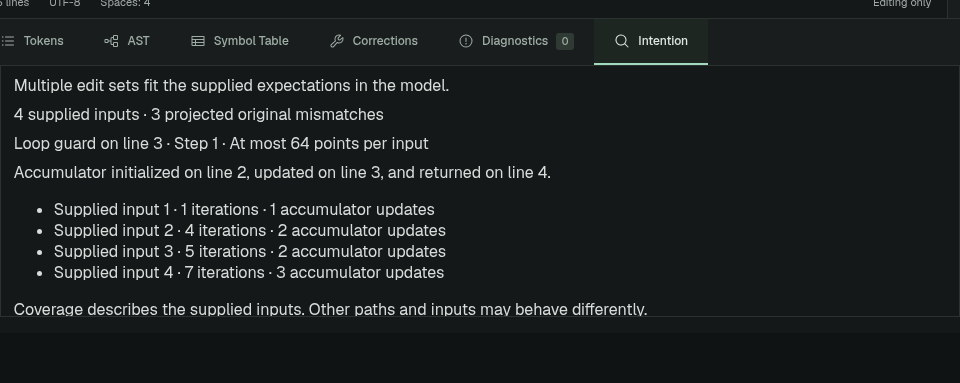 lines UTF-8 Spaces: 4 Editing only
Tokens AST Symbol Table Corrections Diagnostics 0 Intention
Multiple edit sets fit the supplied expectations in the model.
4 supplied inputs · 3 projected original mismatches
Loop guard on line 3 · Step 1 · At most 64 points per input
Accumulator initialized on line 2, updated on line 3, and returned on line 4.
• Supplied input 1 · 1 iterations · 1 accumulator updates
• Supplied input 2 · 4 iterations · 2 accumulator updates
• Supplied input 3 · 5 iterations · 2 accumulator updates
• Supplied input 4 · 7 iterations · 3 accumulator updates
Coverage describes the supplied inputs. Other paths and inputs may behave differently.